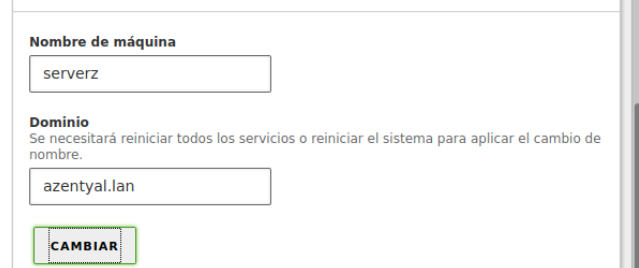 Nombre de máquina
serverz
Dominio
Se necesitará reiniciar todos los servicios o reiniciar el sistema para aplicar el cambio de
nombre.
azentyal.lan
CAMBIAR